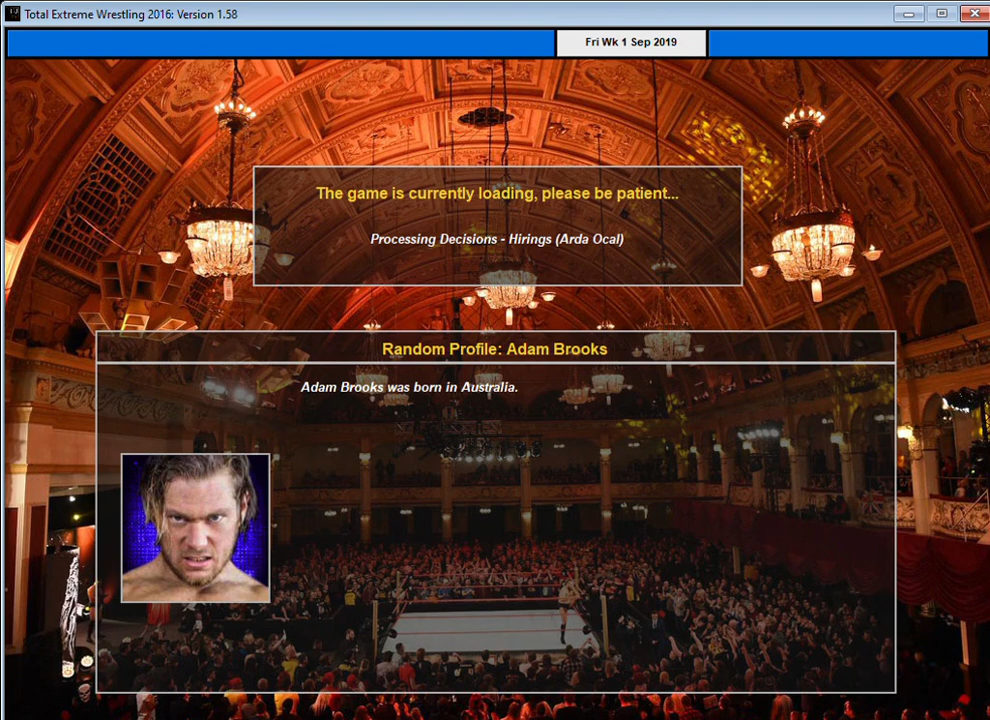 Total Extreme Wrestling 2016: Version 1.58
Fri Wk 1 Sep 2019
The game is currently loading, please be patient...
Processing Decisions - Hirings (Arda Ocal)
Random Profile: Adam Brooks
Adam Brooks was born in Australia.